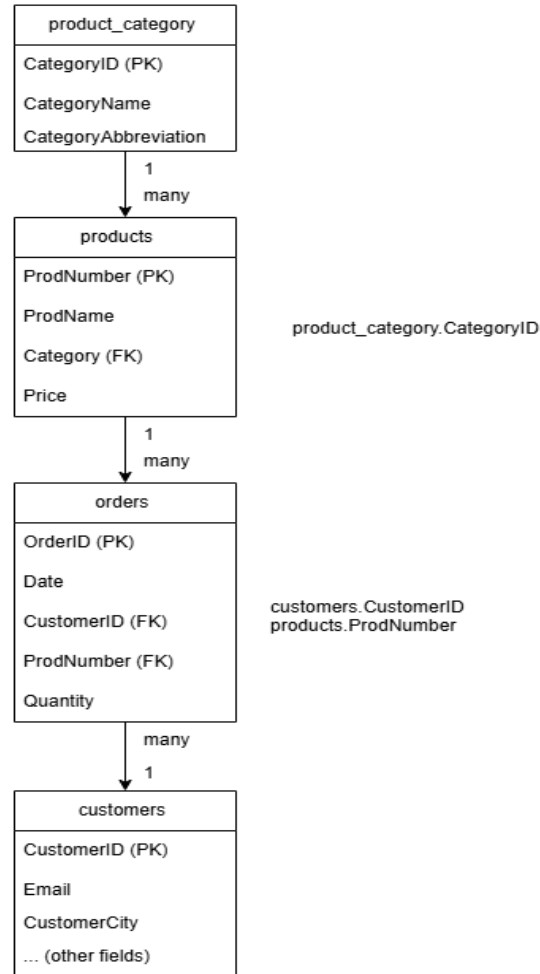 product_category
CategoryID (PK)
CategoryName
CategoryAbbreviation
1
many
products
ProdNumber (PK)
ProdName
Category (FK)
Price
product_category.CategoryID
1
many
orders
OrderID (PK)
Date
CustomerID (FK)
ProdNumber (FK)
Quantity
customers.CustomerID
products.ProdNumber
many
1
customers
CustomerID (PK)
Email
CustomerCity
... (other fields)